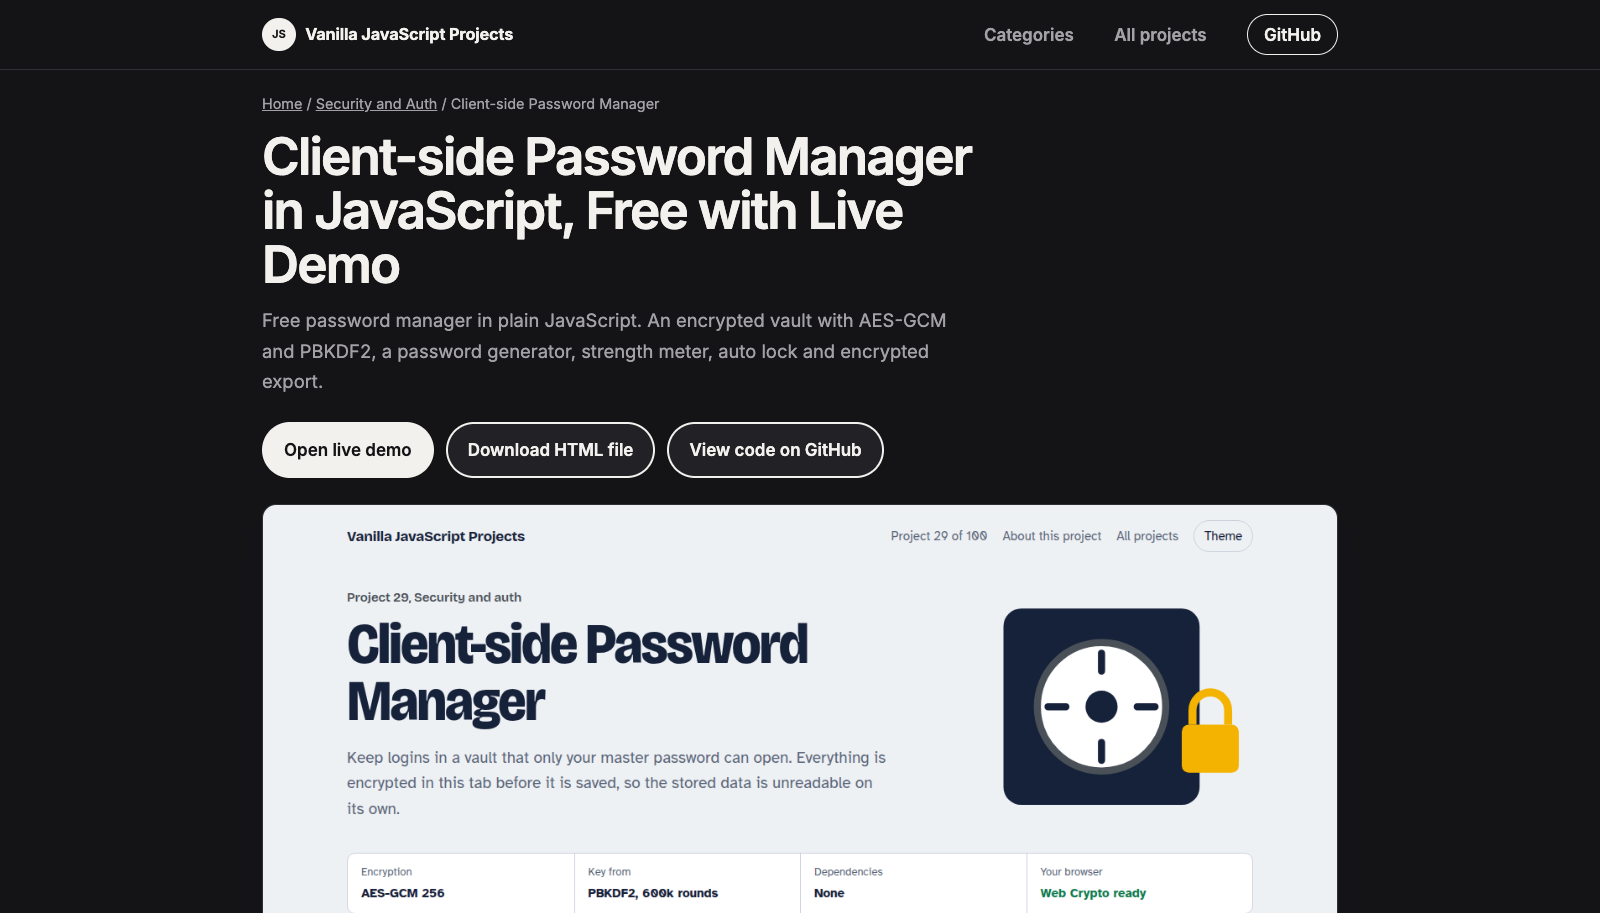 JS Vanilla JavaScript Projects Categories All projects GitHub
Home / Security and Auth / Client-side Password Manager
Client-side Password Manager
in JavaScript, Free with Live
Demo
Free password manager in plain JavaScript. An encrypted vault with AES-GCM
and PBKDF2, a password generator, strength meter, auto lock and encrypted
export.
Open live demo Download HTML file View code on GitHub
Vanilla JavaScript Projects Project 29 of 100 About this project All projects Theme
Project 29, Security and auth
Client-side Password
Manager
Keep logins in a vault that only your master password can open. Everything is
encrypted in this tab before it is saved, so the stored data is unreadable on
its own.
Encryption Key from Dependencies Your browser
AES-GCM 256 PBKDF2, 600k rounds None Web Crypto ready